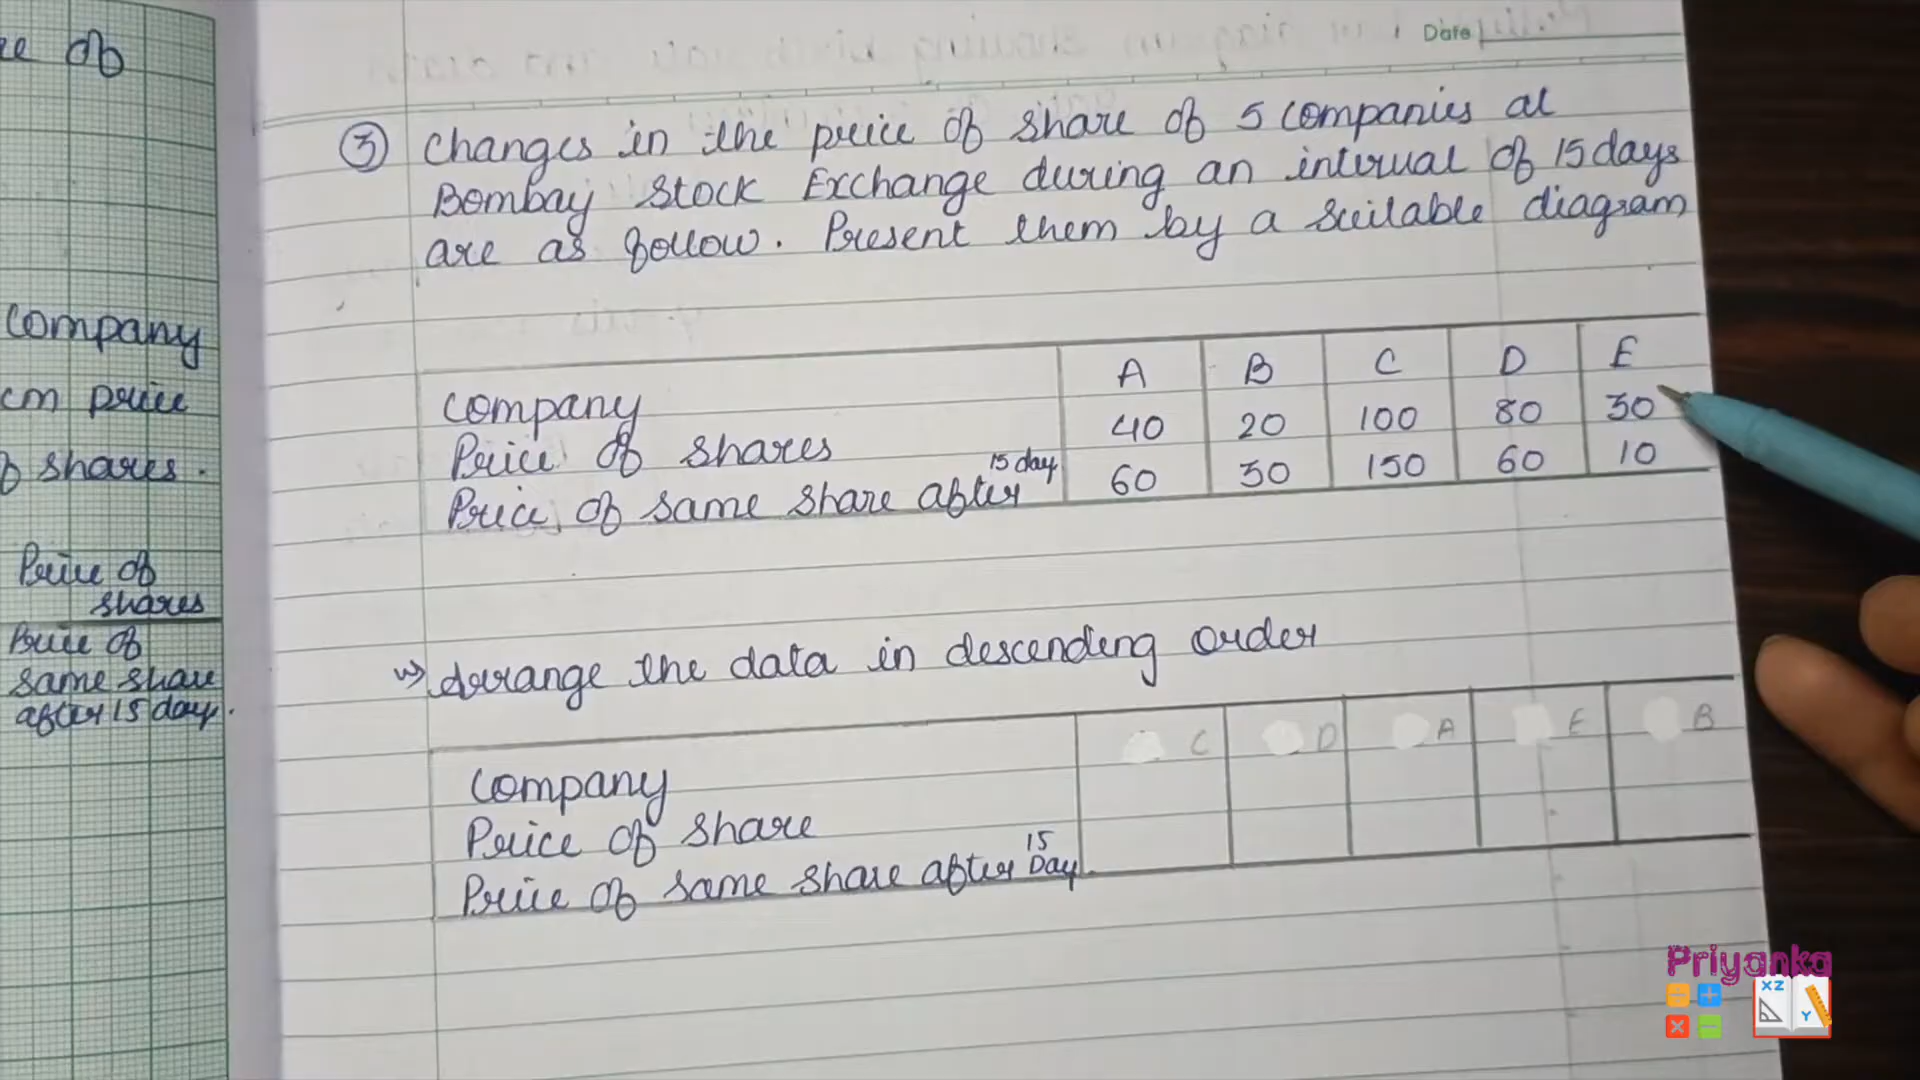 re of
Company
cm price
of shares.
Price of
shares
Price of
same share
after 15 day.
Date
③ Changes in the price of share of 5 companies at
Bombay Stock Exchange during an interval of 15 days
are as follow. Present them by a suitable diagram
Company A B C D E
Price of shares 40 20 100 80 30
Price of same share after 15 day 60 30 150 60 10
Arrange the data in descending order
Company C D A E B
Price of share
Price of same share after 15 Day.
Priyanka
XZ
Y